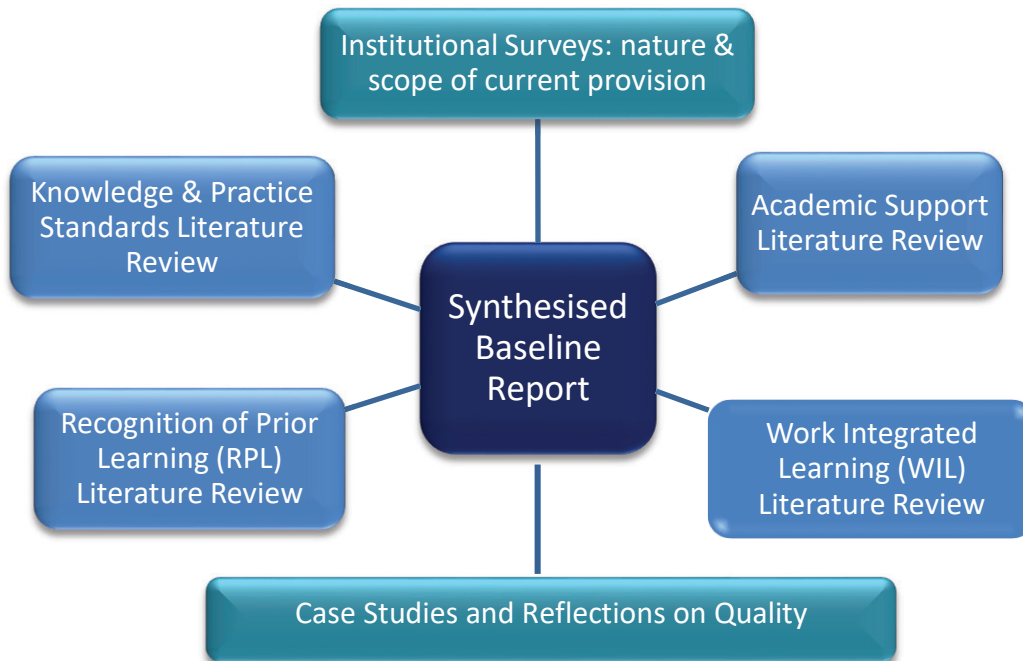 Institutional Surveys: nature &
scope of current provision
Knowledge & Practice
Standards Literature
Review
Academic Support
Literature Review
Synthesised
Baseline
Report
Recognition of Prior
Learning (RPL)
Literature Review
Work Integrated
Learning (WIL)
Literature Review
Case Studies and Reflections on Quality